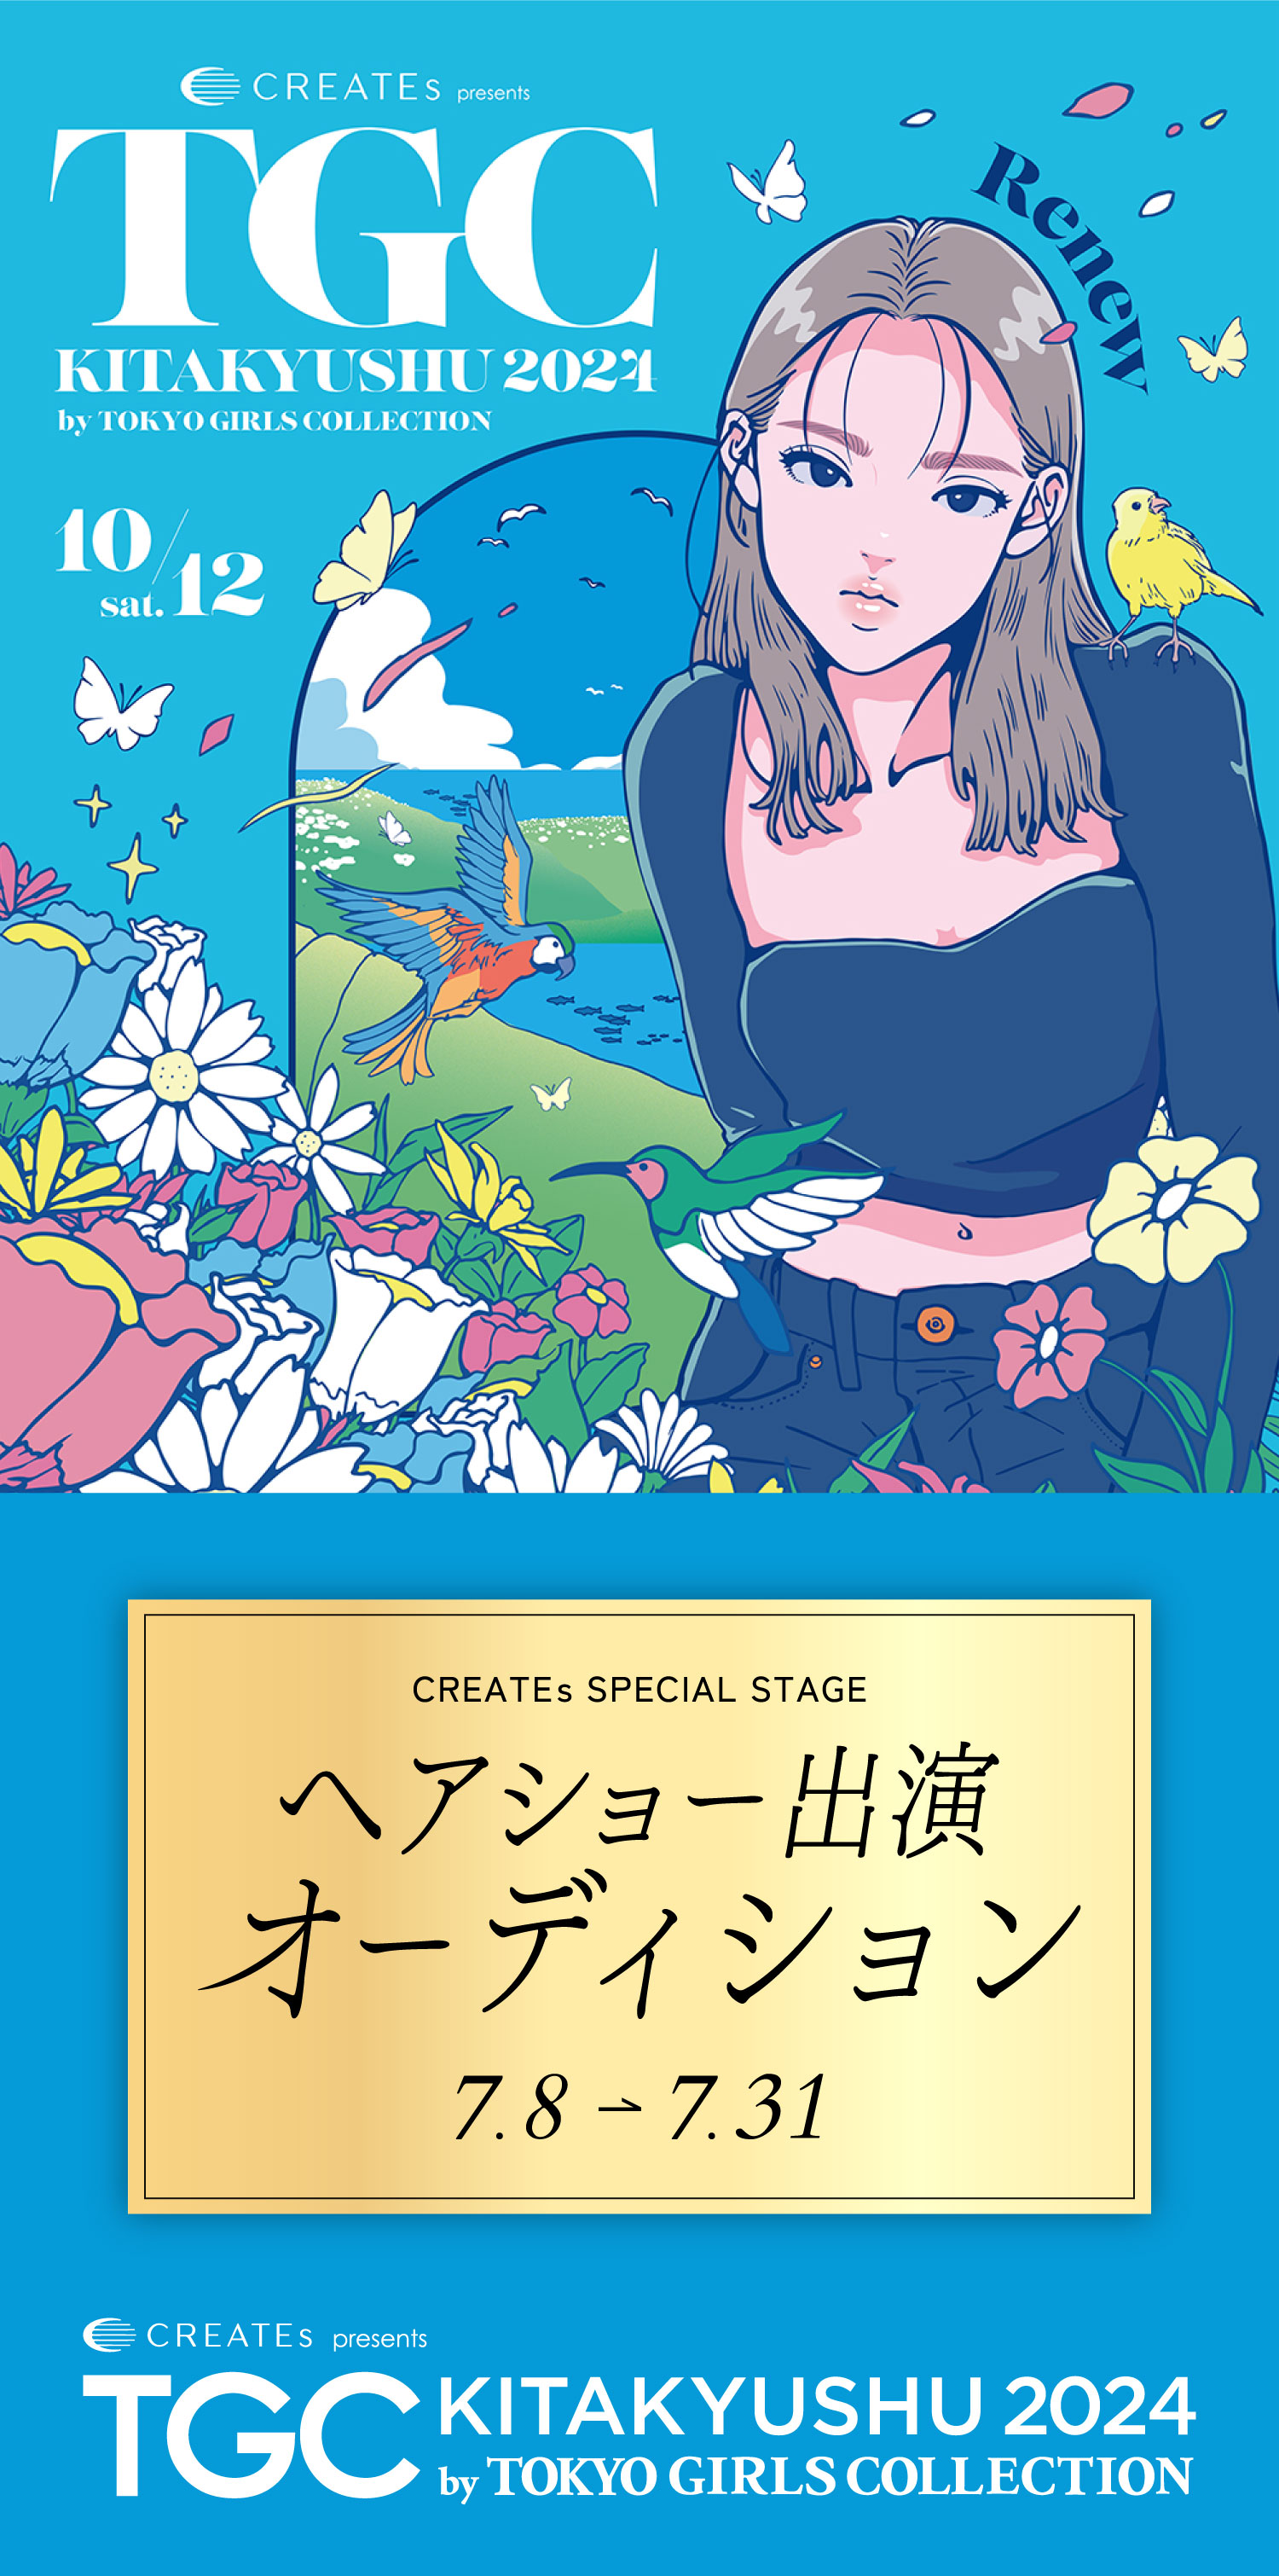 CREATEs presents
TGC
KITAKYUSHU 2024
by TOKYO GIRLS COLLECTION
Renew
10/12
sat.
CREATEs SPECIAL STAGE
ヘアショー出演
オーディション
7.8 → 7.31
CREATEs presents
TGC KITAKYUSHU 2024
by TOKYO GIRLS COLLECTION